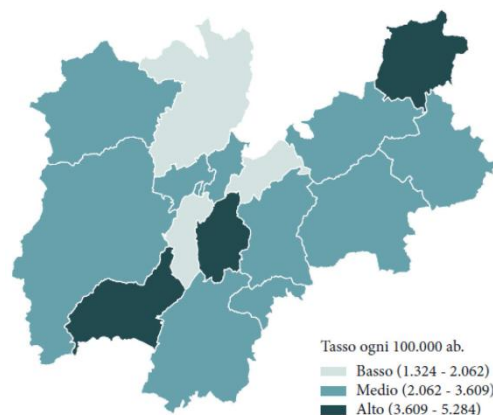 Tasso ogni 100.000 ab.
Basso (1.324 - 2.062)
Medio (2.062 - 3.609)
Alto (3.609 - 5.284)